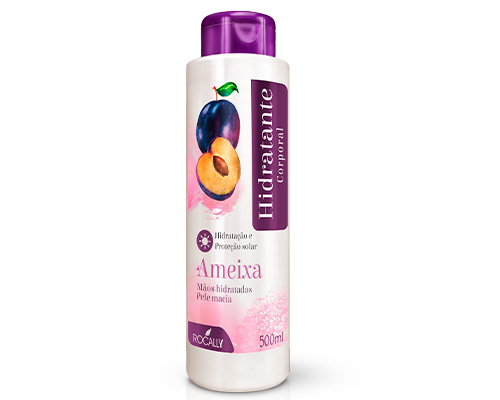 Hidratante
Corporal
Hidratação e
Proteção solar
Ameixa
Mãos hidratadas
Pele macia
ROCALLY
500ml